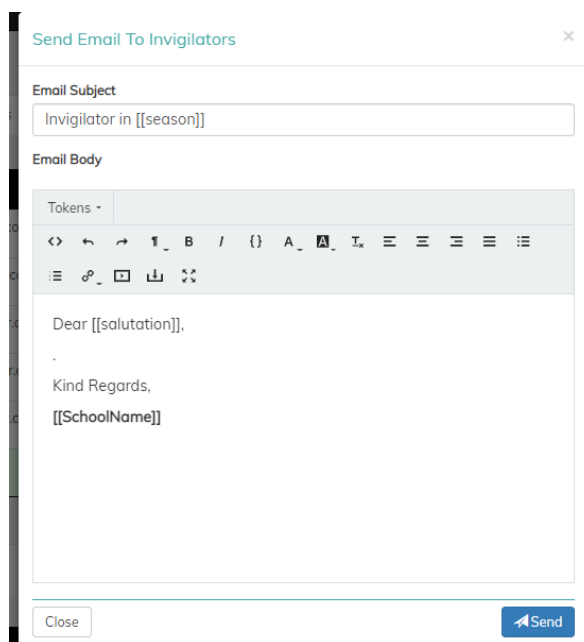 Send Email To Invigilators
×
Email Subject
Invigilator in [[season]]
Email Body
Tokens
B I {} A A Tx
Dear [[salutation]],
.
Kind Regards,
[[SchoolName]]
Close Send